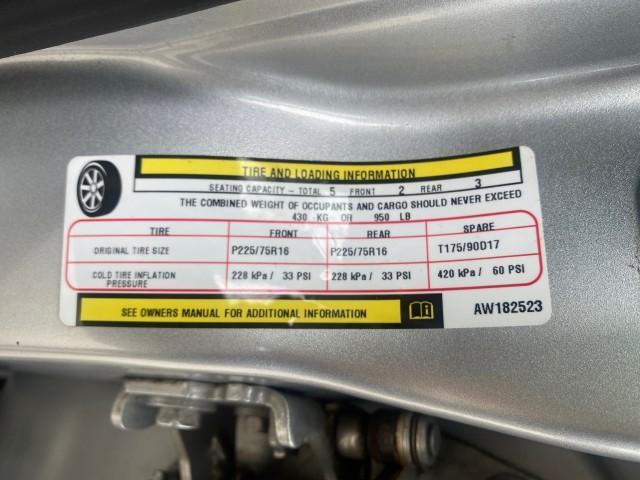 TIRE AND LOADING INFORMATION
SEATING CAPACITY - TOTAL 5 FRONT 2 REAR 3
THE COMBINED WEIGHT OF OCCUPANTS AND CARGO SHOULD NEVER EXCEED
430 KG OR 950 LB
TIRE FRONT REAR SPARE
ORIGINAL TIRE SIZE P225/75R16 P225/75R16 T175/90D17
COLD TIRE INFLATION PRESSURE 228 kPa / 33 PSI 228 kPa / 33 PSI 420 kPa / 60 PSI
SEE OWNERS MANUAL FOR ADDITIONAL INFORMATION AW182523